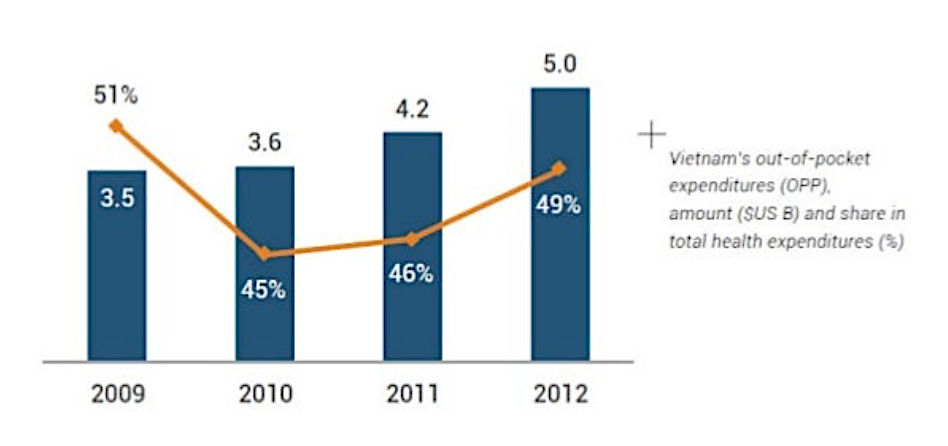 5.0
4.2
51%
3.6
3.5
49%
46%
45%
2009 2010 2011 2012
Vietnam's out-of-pocket
expenditures (OPP),
amount ($US B) and share in
total health expenditures (%)